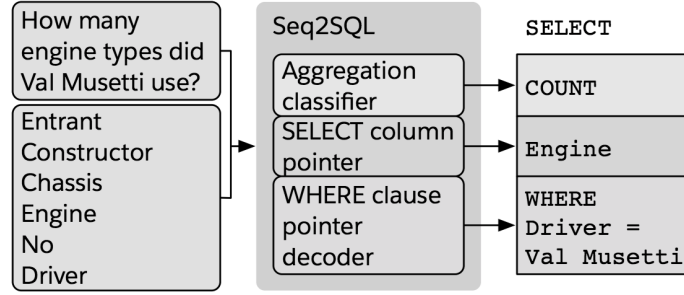 How many
engine types did
Val Musetti use?
Entrant
Constructor
Chassis
Engine
No
Driver
Seq2SQL
Aggregation
classifier
SELECT column
pointer
WHERE clause
pointer
decoder
SELECT
COUNT
Engine
WHERE
Driver =
Val Musetti